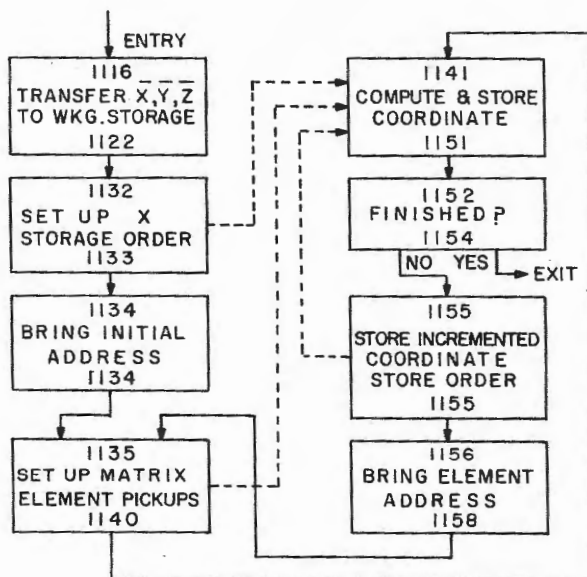 ENTRY
1116
TRANSFER X̅,Y̅,Z̅
TO WKG.STORAGE
1122
1132
SET UP X
STORAGE ORDER
1133
1134
BRING INITIAL
ADDRESS
1134
1135
SET UP MATRIX
ELEMENT PICKUPS
1140
1141
COMPUTE & STORE
COORDINATE
1151
1152
FINISHED?
1154
NO YES
EXIT
1155
STORE INCREMENTED
COORDINATE
STORE ORDER
1155
1156
BRING ELEMENT
ADDRESS
1158